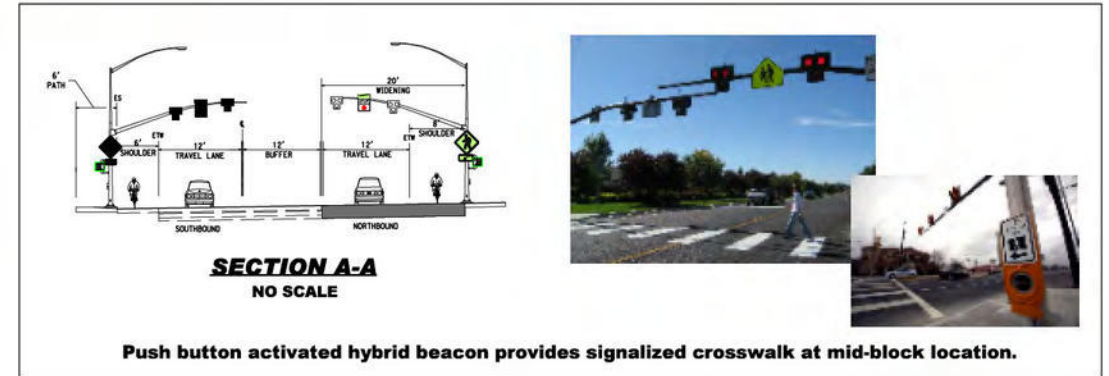 6'
PATH
ES
20'
WIDENING
ETW
℄
ETW
8'
SHOULDER
6'
SHOULDER
12'
TRAVEL LANE
12'
BUFFER
12'
TRAVEL LANE
SOUTHBOUND
NORTHBOUND
SECTION A-A
NO SCALE
Push button activated hybrid beacon provides signalized crosswalk at mid-block location.